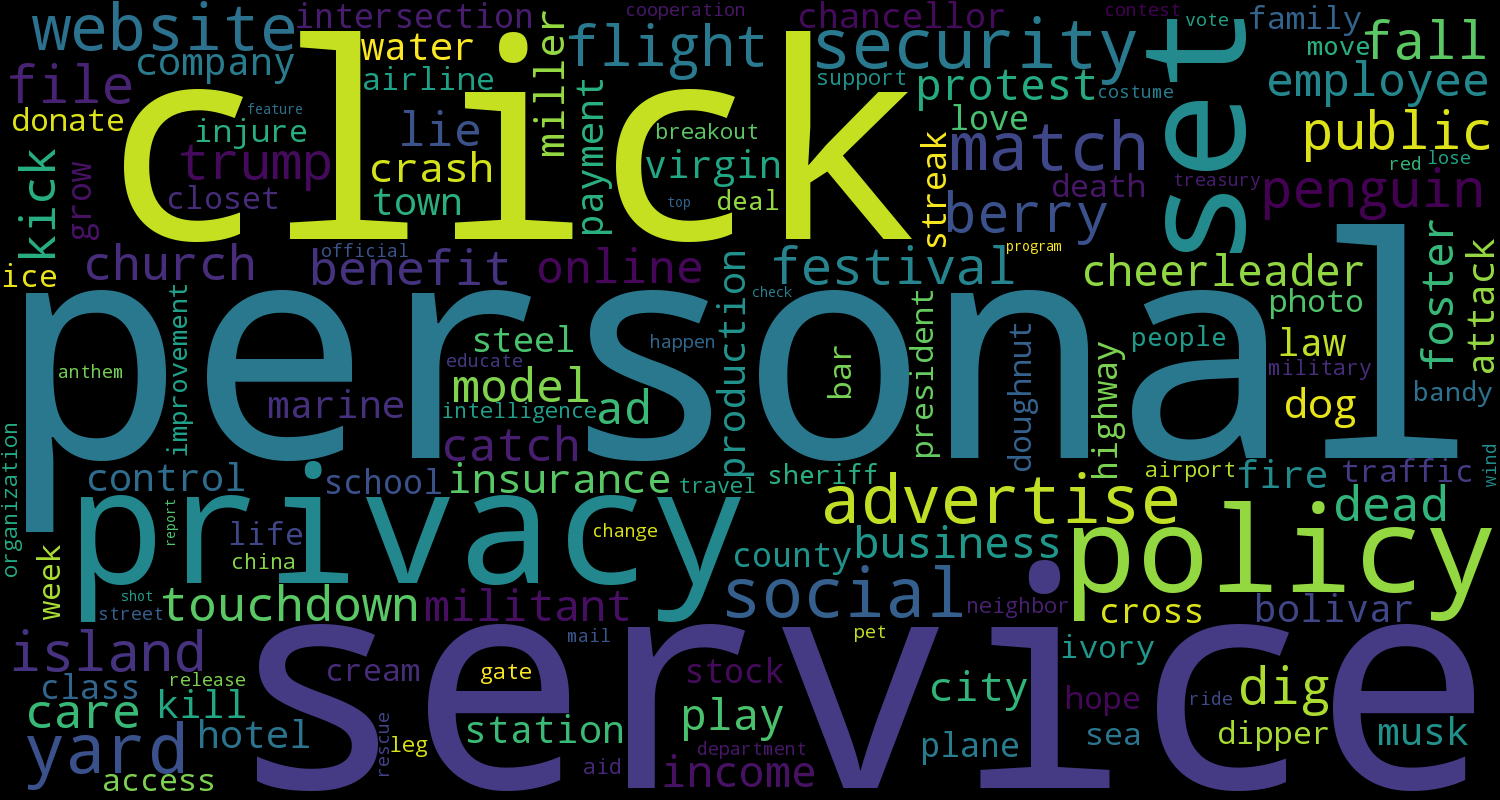 cooperation
contest
website
intersection
chancellor
vote
family
water
flight
security
set
move
fall
company
miller
airline
support
protest
costume
employee
file
click
feature
donate
injure
lie
payment
breakout
love
match
public
kick
trump
crash
virgin
streak
red
lose
grow
closet
town
top
deal
death
treasury
penguin
berry
official
program
ice
church
benefit
online
festival
cheerleader
foster
attack
personal
production
check
photo
improvement
steel
happen
president
doughnut
people
law
anthem
educate
bar
highway
military
model
marine
intelligence
ad
dog
bandy
organization
catch
control
school
insurance
travel
sheriff
airport
fire
traffic
wind
privacy
advertise
policy
dead
report
life
change
china
county
business
week
shot
street
touchdown
militant
social
neighbor
cross
bolivar
service
island
mail
pet
ivory
cream
gate
stock
class
release
care
kill
city
hope
ride
dig
yard
hotel
rescue
leg
station
play
department
plane
sea
dipper
musk
access
aid
income